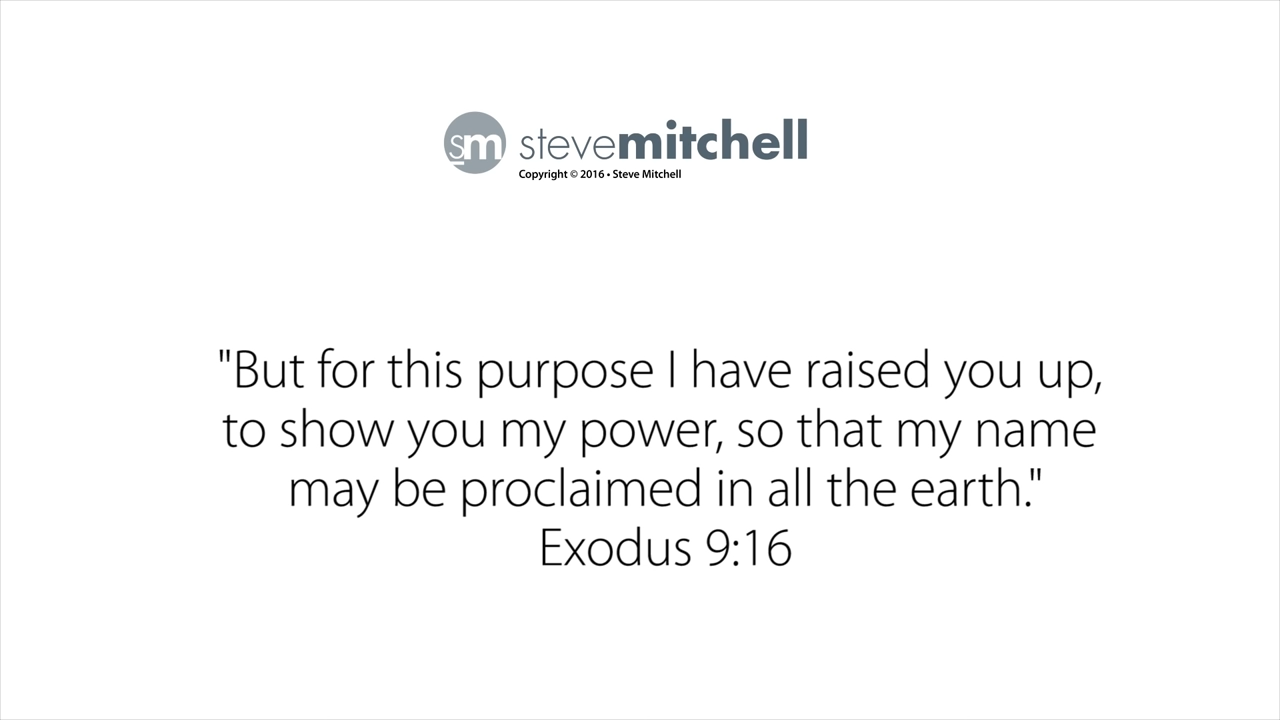 sm stevemitchell
Copyright © 2016 • Steve Mitchell
"But for this purpose I have raised you up,
to show you my power, so that my name
may be proclaimed in all the earth."
Exodus 9:16